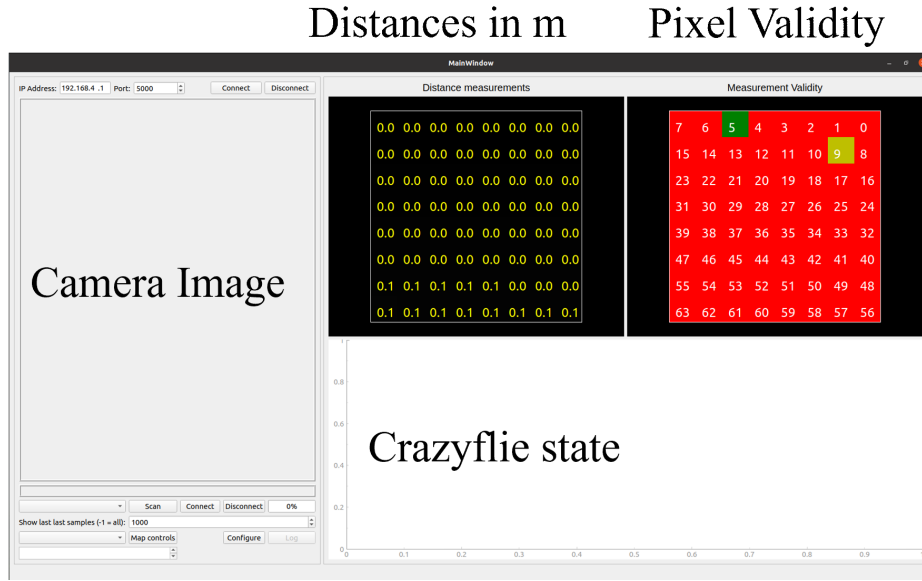 Distances in m Pixel Validity
MainWindow
IP Address: 192.168.4 .1 Port: 5000 Connect Disconnect
Distance measurements Measurement Validity
0.0 0.0 0.0 0.0 0.0 0.0 0.0 0.0 7 6 5 4 3 2 1 0
0.0 0.0 0.0 0.0 0.0 0.0 0.0 0.0 15 14 13 12 11 10 9 8
0.0 0.0 0.0 0.0 0.0 0.0 0.0 0.0 23 22 21 20 19 18 17 16
0.0 0.0 0.0 0.0 0.0 0.0 0.0 0.0 31 30 29 28 27 26 25 24
0.0 0.0 0.0 0.0 0.0 0.0 0.0 0.0 39 38 37 36 35 34 33 32
0.0 0.0 0.0 0.0 0.0 0.0 0.0 0.0 47 46 45 44 43 42 41 40
0.1 0.1 0.1 0.1 0.1 0.0 0.0 0.0 55 54 53 52 51 50 49 48
0.1 0.1 0.1 0.1 0.1 0.1 0.1 0.1 63 62 61 60 59 58 57 56
Camera Image
1
0.8
0.6
Crazyflie state
0.4
0.2
0
0 0.1 0.2 0.3 0.4 0.5 0.6 0.7 0.8 0.9
Scan Connect Disconnect 0%
Show last last samples (-1 = all): 1000
Map controls Configure Log